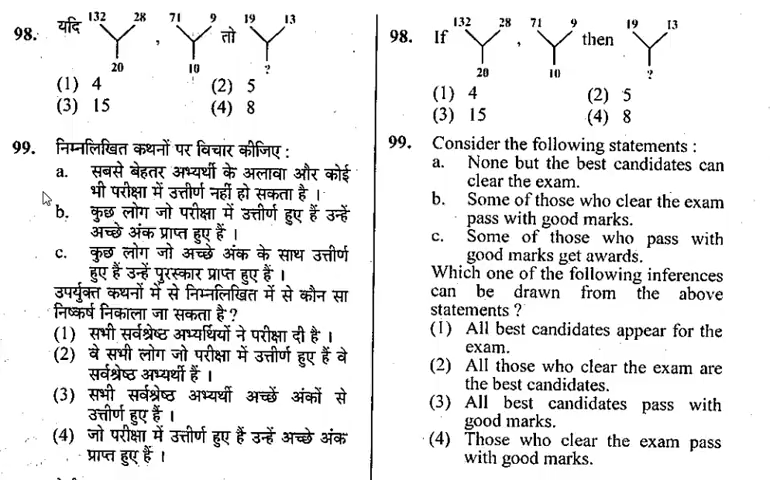 98. यदि 132 28 , 71 9 तो 19 13
20 10 ?
(1) 4 (2) 5
(3) 15 (4) 8
99. निम्नलिखित कथनों पर विचार कीजिए :
a. सबसे बेहतर अभ्यर्थी के अलावा और कोई
भी परीक्षा में उत्तीर्ण नहीं हो सकता है ।
b. कुछ लोग जो परीक्षा में उत्तीर्ण हुए हैं उन्हें
अच्छे अंक प्राप्त हुए हैं ।
c. कुछ लोग जो अच्छे अंक के साथ उत्तीर्ण
हुए हैं उन्हें पुरस्कार प्राप्त हुए हैं ।
उपर्युक्त कथनों में से निम्नलिखित में से कौन सा
निष्कर्ष निकाला जा सकता है ?
(1) सभी सर्वश्रेष्ठ अभ्यर्थियों ने परीक्षा दी है ।
(2) वे सभी लोग जो परीक्षा में उत्तीर्ण हुए हैं वे
सर्वश्रेष्ठ अभ्यर्थी हैं ।
(3) सभी सर्वश्रेष्ठ अभ्यर्थी अच्छें अंकों से
उत्तीर्ण हुए हैं ।
(4) जो परीक्षा में उत्तीर्ण हुए हैं उन्हें अच्छे अंक
प्राप्त हुए हैं ।
98. If 132 28 , 71 9 then 19 13
20 10 ?
(1) 4 (2) 5
(3) 15 (4) 8
99. Consider the following statements :
a. None but the best candidates can
clear the exam.
b. Some of those who clear the exam
pass with good marks.
c. Some of those who pass with
good marks get awards.
Which one of the following inferences
can be drawn from the above
statements ?
(1) All best candidates appear for the
exam.
(2) All those who clear the exam are
the best candidates.
(3) All best candidates pass with
good marks.
(4) Those who clear the exam pass
with good marks.